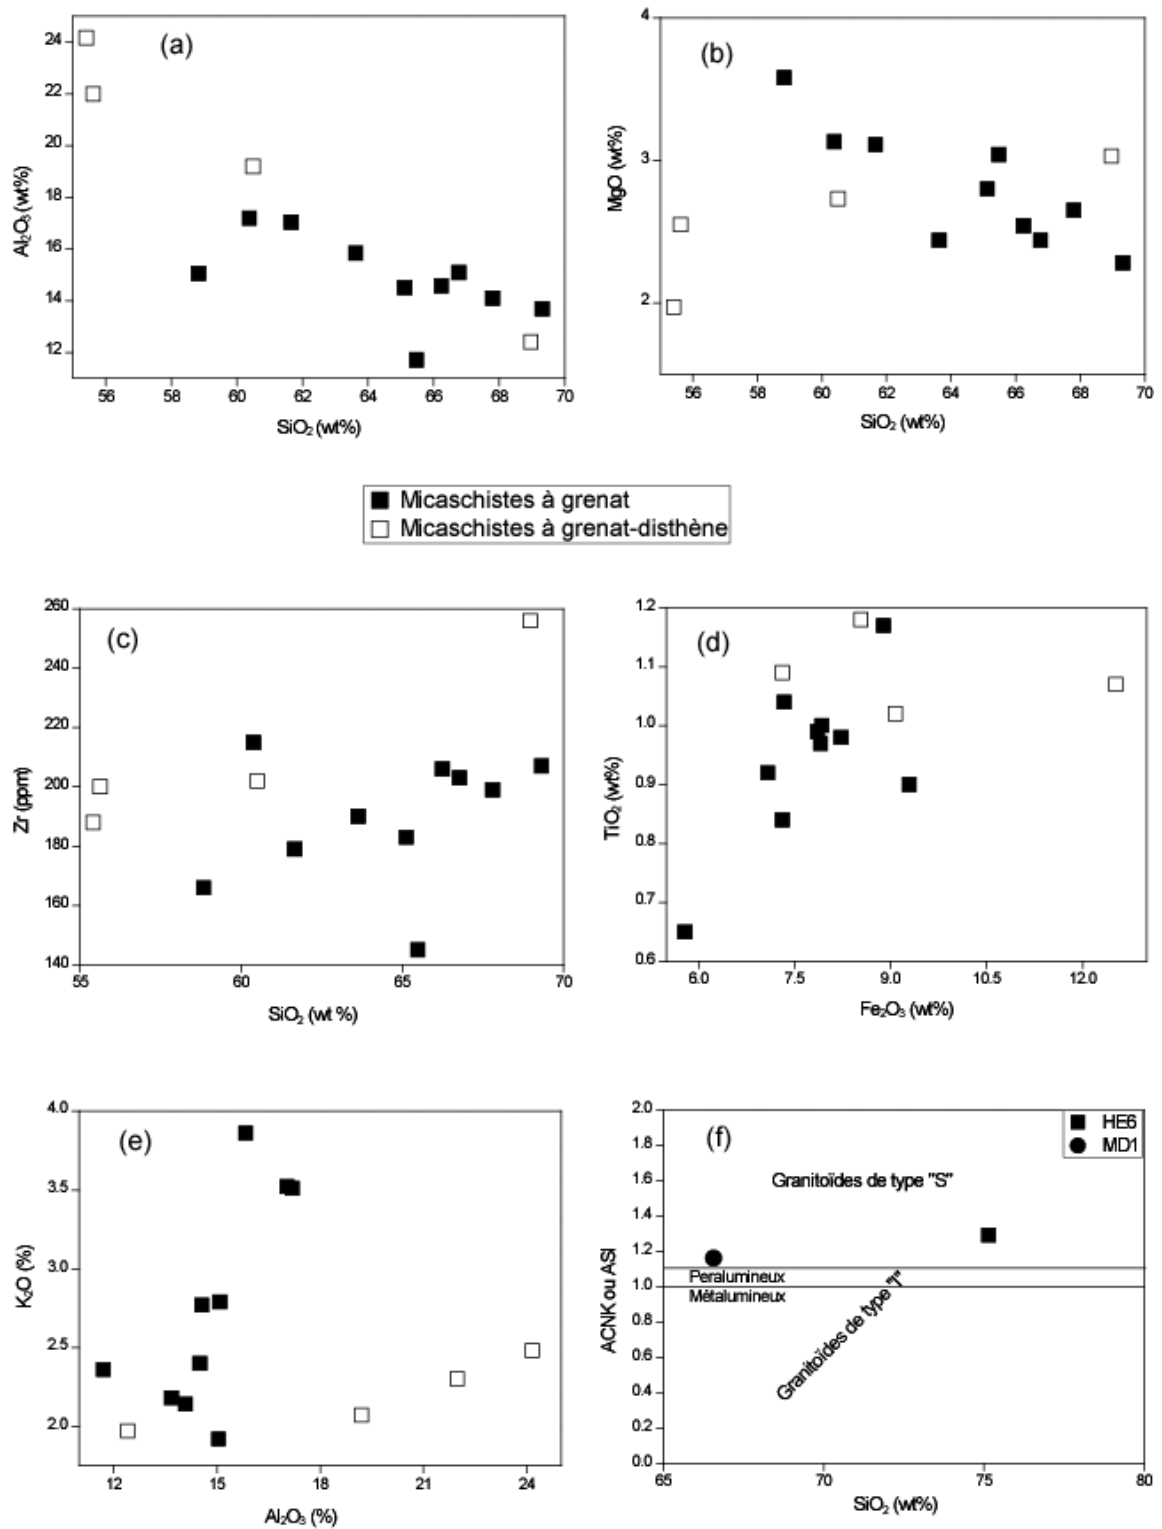 (a)
24
22
20
18
16
14
12
Al₂O₃ (wt%)
56 58 60 62 64 66 68 70
SiO₂ (wt%)
(b)
4
3
2
MgO (wt%)
56 58 60 62 64 66 68 70
SiO₂ (wt%)
Micaschistes à grenat
Micaschistes à grenat-disthène
(c)
260
240
220
200
180
160
140
Zr (ppm)
55 60 65 70
SiO₂ (wt %)
(d)
1.2
1.1
1.0
0.9
0.8
0.7
0.6
TiO₂ (wt%)
6.0 7.5 9.0 10.5 12.0
Fe₂O₃ (wt%)
(e)
4.0
3.5
3.0
2.5
2.0
K₂O (%)
12 15 18 21 24
Al₂O₃ (%)
(f)
HE6
MD1
2.0
1.8
1.6
1.4
1.2
1.0
0.8
0.6
0.4
0.2
0.0
ACNK ou ASI
Granitoïdes de type "S"
Peralumineux
Métalumineux
Granitoïdes de type "I"
65 70 75 80
SiO₂ (wt%)